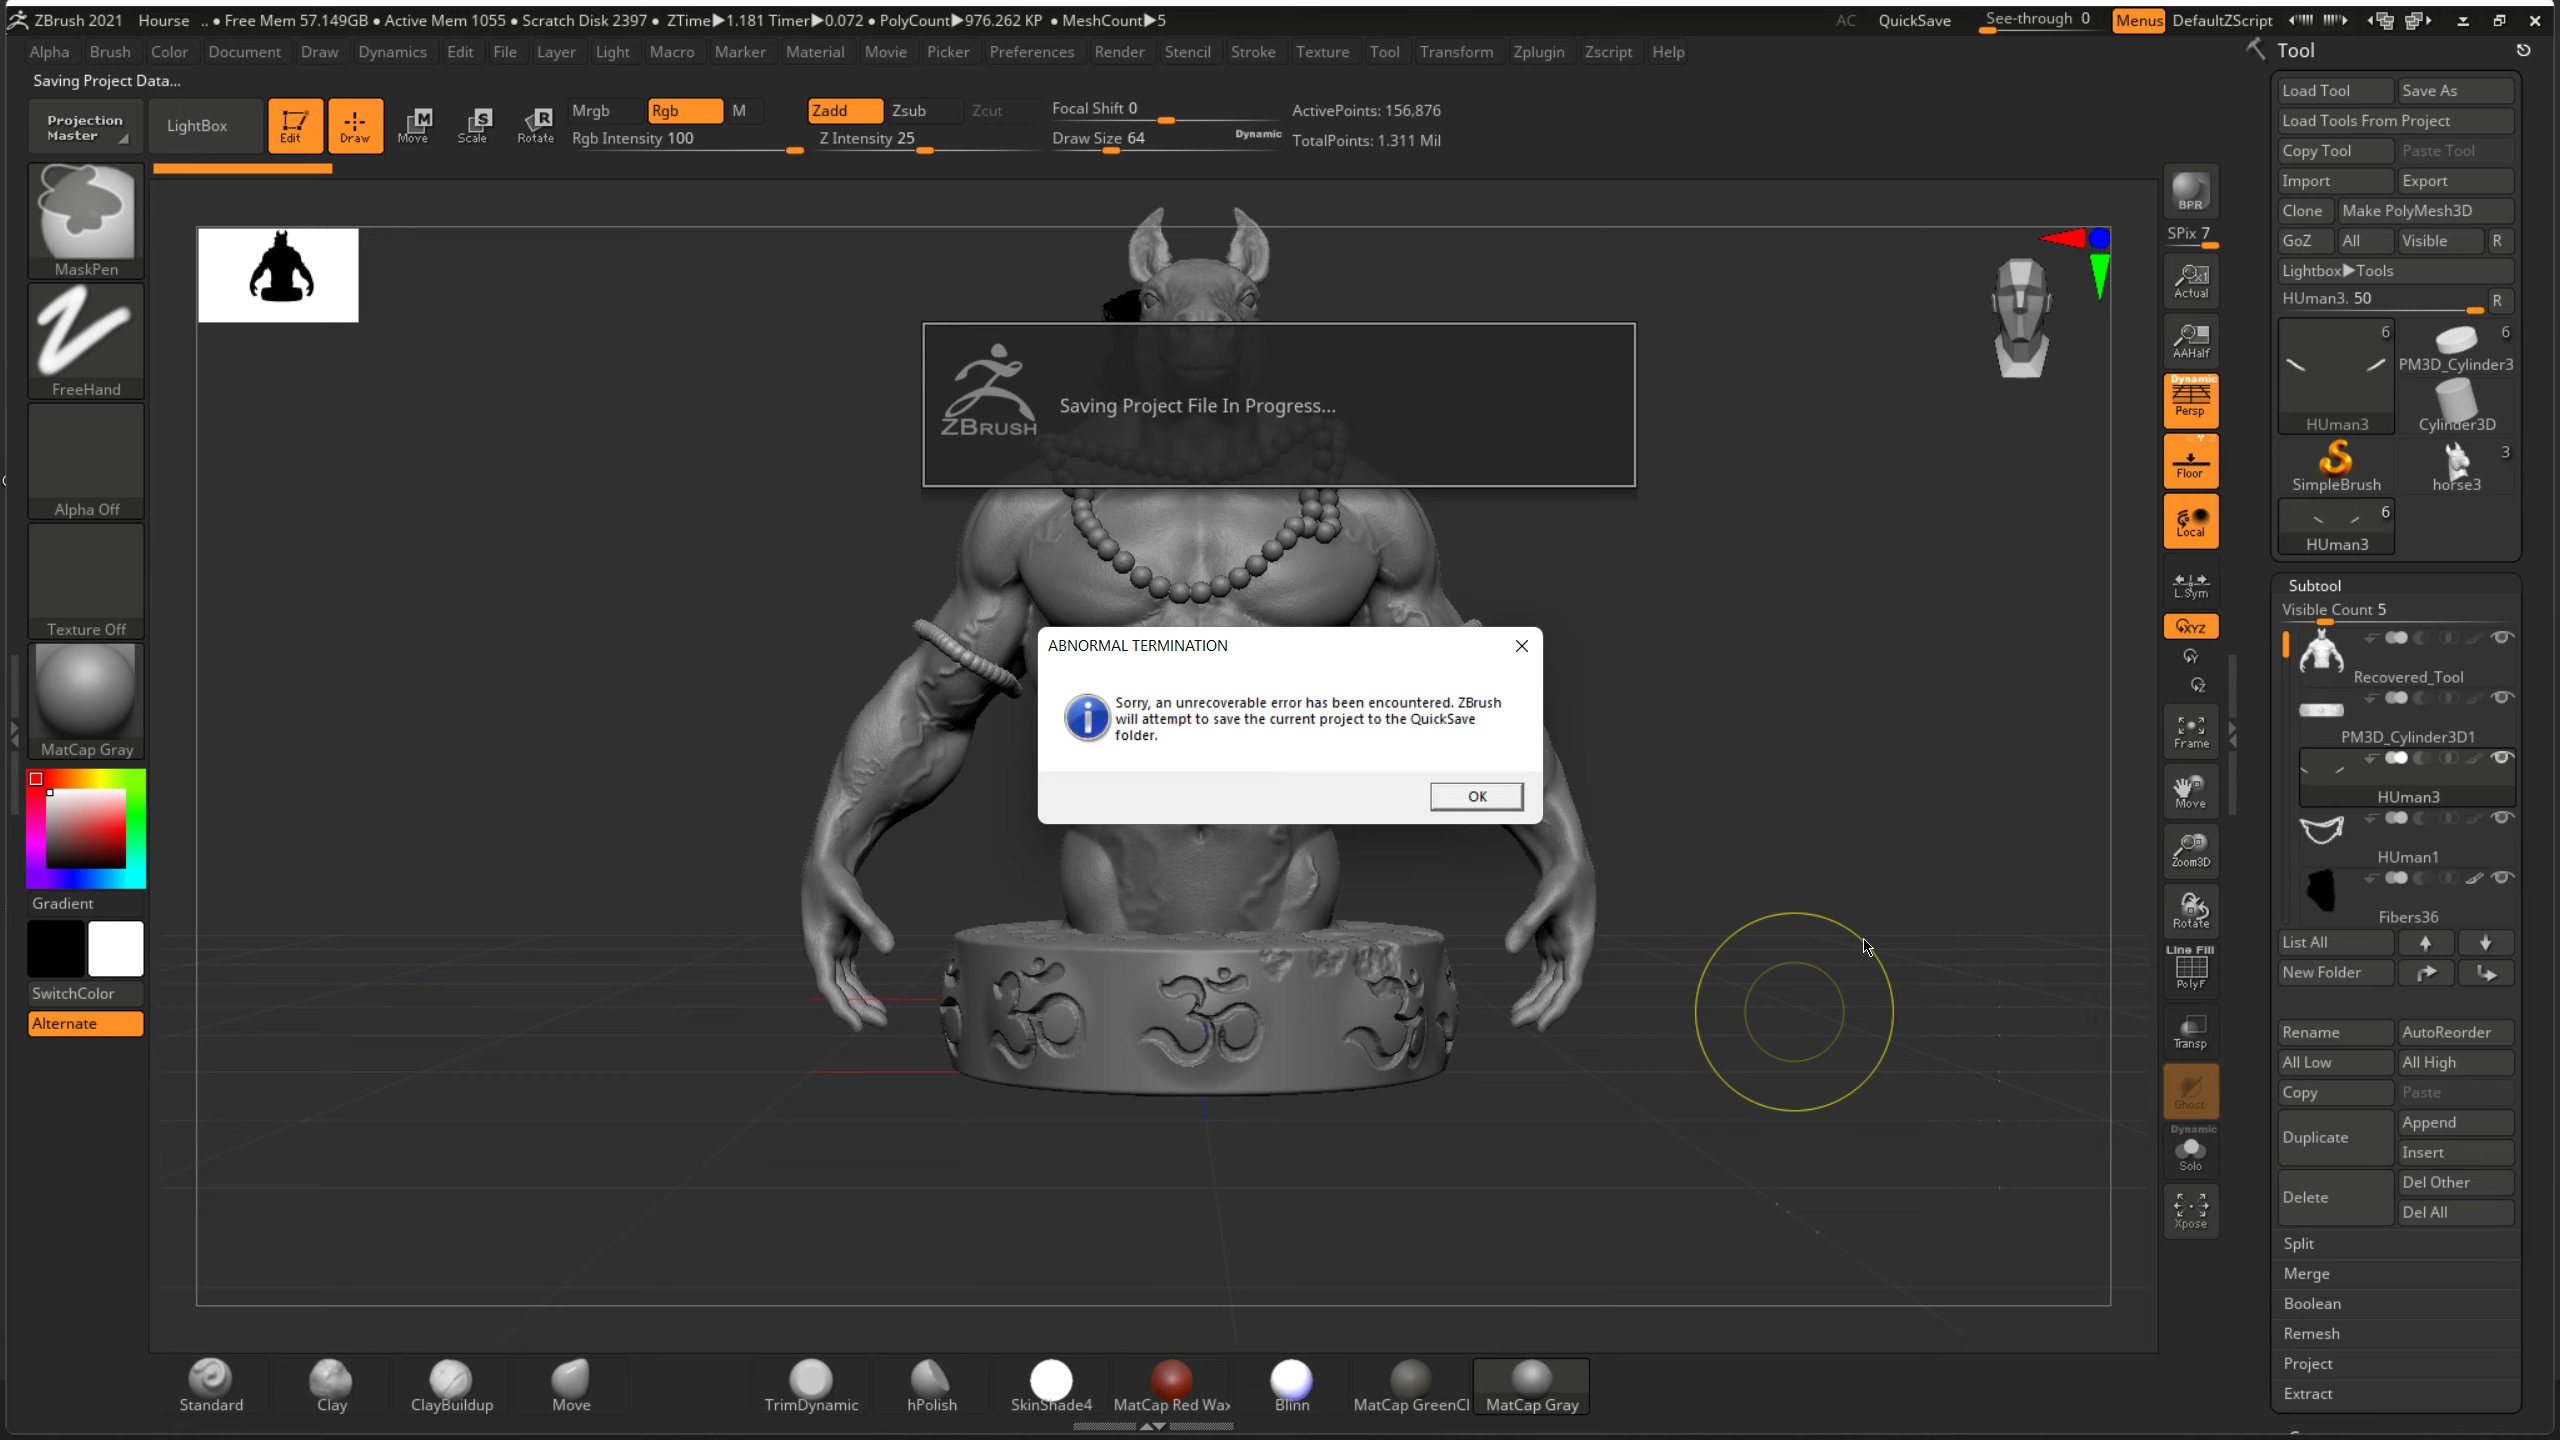 ZBrush 2021 Hourse .. • Free Mem 57.149GB • Active Mem 1055 • Scratch Disk 2397 • ZTime▶1.181 Timer▶0.072 • PolyCount▶976.262 KP • MeshCount▶5 AC QuickSave See-through 0 Menus DefaultZScript
Alpha Brush Color Document Draw Dynamics Edit File Layer Light Macro Marker Material Movie Picker Preferences Render Stencil Stroke Texture Tool Transform Zplugin Zscript Help
Saving Project Data...
Projection Master
LightBox
Edit
Draw
Move
Scale
Rotate
Mrgb Rgb M
Rgb Intensity 100
Zadd Zsub Zcut
Z Intensity 25
Focal Shift 0
Draw Size 64
Dynamic
ActivePoints: 156,876
TotalPoints: 1.311 Mil
MaskPen
FreeHand
Alpha Off
Texture Off
MatCap Gray
Gradient
SwitchColor
Alternate
ZBRUSH
Saving Project File In Progress...
ABNORMAL TERMINATION
Sorry, an unrecoverable error has been encountered. ZBrush
will attempt to save the current project to the QuickSave
folder.
OK
ॐ ॐ ॐ
BPR
SPix 7
Actual
AAHalf
Dynamic
Persp
Floor
Local
L.Sym
XYZ
Frame
Move
Zoom3D
Rotate
Line Fill
PolyF
Transp
Ghost
Dynamic
Solo
Xpose
Tool
Load Tool Save As
Load Tools From Project
Copy Tool Paste Tool
Import Export
Clone Make PolyMesh3D
GoZ All Visible R
Lightbox▶Tools
HUman3. 50 R
6 6
PM3D_Cylinder3
HUman3 Cylinder3D
3
SimpleBrush horse3
6
HUman3
Subtool
Visible Count 5
Recovered_Tool
PM3D_Cylinder3D1
HUman3
HUman1
Fibers36
List All
New Folder
Rename AutoReorder
All Low All High
Copy Paste
Duplicate Append
Insert
Delete Del Other
Del All
Split
Merge
Boolean
Remesh
Project
Extract
Standard Clay ClayBuildup Move TrimDynamic hPolish SkinShade4 MatCap Red Wax Blinn MatCap GreenCl MatCap Gray